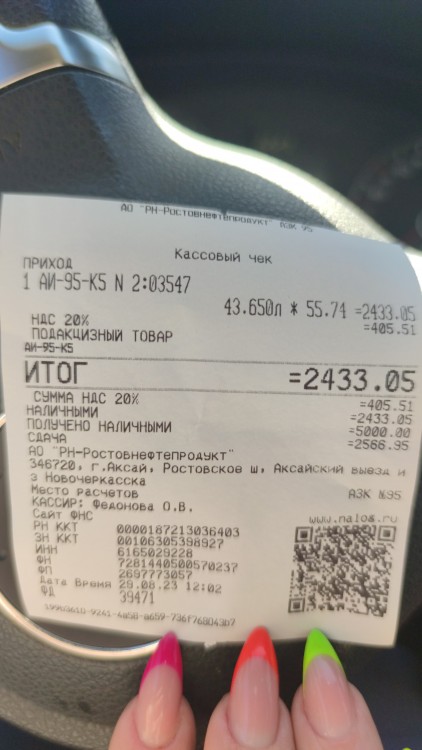 АО "РН-Ростовнефтепродукт" АЗК 95
Кассовый чек
ПРИХОД
1 АИ-95-К5 N 2:03547
43.650л * 55.74 =2433.05
НДС 20% =405.51
ПОДАКЦИЗНЫЙ ТОВАР
АИ-95-К5
ИТОГ =2433.05
СУММА НДС 20% =405.51
НАЛИЧНЫМИ =2433.05
ПОЛУЧЕНО НАЛИЧНЫМИ =5000.00
СДАЧА =2566.95
АО "РН-Ростовнефтепродукт"
346720, г.Аксай, Ростовское ш, Аксайский выезд и
з Новочеркасска
Место расчетов АЗК №95
КАССИР: Федонова О.В.
Сайт ФНС www.nalog.ru
РН ККТ 0000187213036403
ЗН ККТ 00106305398927
ИНН 6165029228
ФН 7281440500570237
ФП 2697773057
Дата Время 29.08.23 12:02
ФД 39471